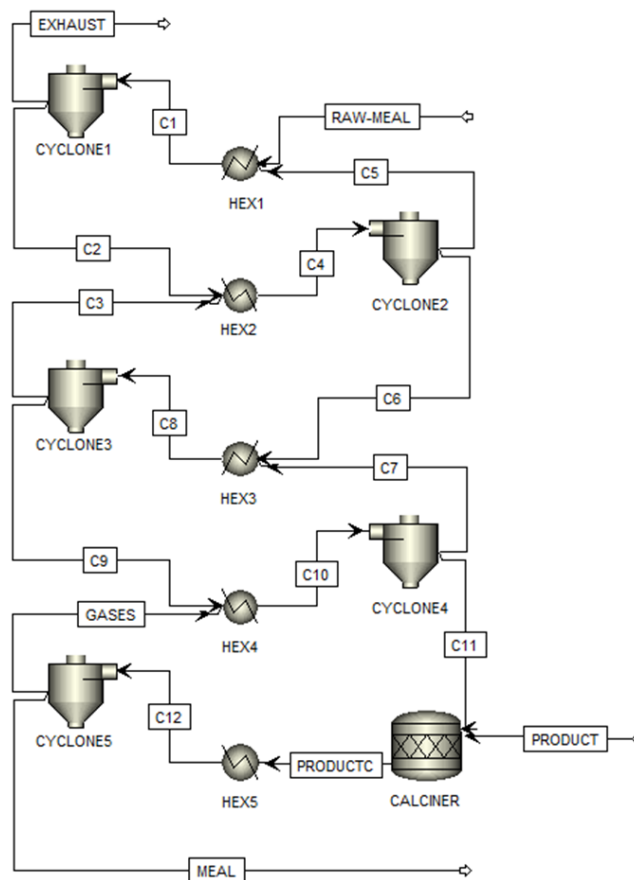 EXHAUST
C1
RAW-MEAL
CYCLONE1
C5
HEX1
C2
C4
C3
CYCLONE2
HEX2
C8
C6
CYCLONE3
C7
HEX3
C9
C10
GASES
CYCLONE4
HEX4
C11
C12
CYCLONE5
PRODUCT
PRODUCTC
HEX5
CALCINER
MEAL